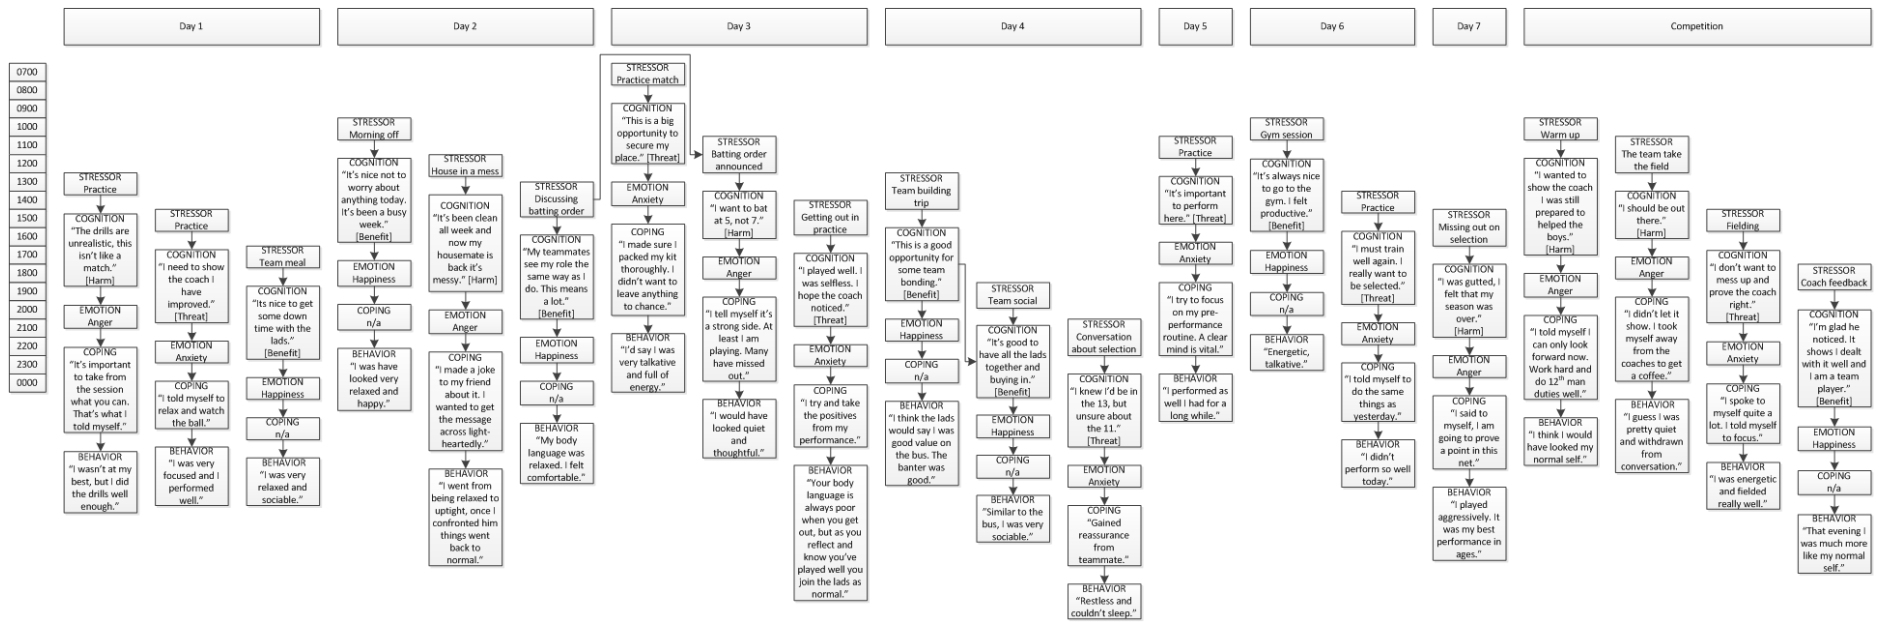 Day 1
Day 2
Day 3
Day 4
Day 5
Day 6
Day 7
Competition
0700
0800
0900
1000
1100
1200
1300
1400
1500
1600
1700
1800
1900
2000
2100
2200
2300
0000
STRESSOR
Practice
COGNITION
"The drills are
unrealistic, this
isn't like a
match."
[Harm]
EMOTION
Anger
COPING
"It's important
to take from
the session
what you can.
That's what I
told myself."
BEHAVIOR
"I wasn't at my
best, but I did
the drills well
enough."
STRESSOR
Practice
COGNITION
"I need to show
the coach I
have
improved."
[Threat]
EMOTION
Anxiety
COPING
"I told myself to
relax and watch
the ball."
BEHAVIOR
"I was very
focused and I
performed
well."
STRESSOR
Team meal
COGNITION
"Its nice to get
some down
time with the
lads."
[Benefit]
EMOTION
Happiness
COPING
n/a
BEHAVIOR
"I was very
relaxed and
sociable."
STRESSOR
Morning off
COGNITION
"It's nice not to
worry about
anything today.
It's been a busy
week."
[Benefit]
EMOTION
Happiness
COPING
n/a
BEHAVIOR
"I was have
looked very
relaxed and
happy."
STRESSOR
House in a mess
COGNITION
"It's been clean
all week and
now my
housemate is
back it's
messy." [Harm]
EMOTION
Anger
COPING
"I made a joke
to my friend
about it. I
wanted to get
the message
across light-
heartedly."
BEHAVIOR
"I went from
being relaxed to
uptight, once I
confronted him
things went
back to
normal."
STRESSOR
Discussing
batting order
COGNITION
"My teammates
see my role the
same way as I
do. This means
a lot."
[Benefit]
EMOTION
Happiness
COPING
n/a
BEHAVIOR
"My body
language was
relaxed. I felt
comfortable."
STRESSOR
Practice match
COGNITION
"This is a big
opportunity to
secure my
place." [Threat]
EMOTION
Anxiety
COPING
"I made sure I
packed my kit
thoroughly. I
didn't want to
leave anything
to chance."
BEHAVIOR
"I'd say I was
very talkative
and full of
energy."
STRESSOR
Batting order
announced
COGNITION
"I want to bat
at 5, not 7."
[Harm]
EMOTION
Anger
COPING
"I tell myself it's
a strong side. At
least I am
playing. Many
have missed
out."
BEHAVIOR
"I would have
looked quiet
and
thoughtful."
STRESSOR
Getting out in
practice
COGNITION
"I played well. I
was selfless. I
hope the coach
noticed."
[Threat]
EMOTION
Anxiety
COPING
"I try and take
the positives
from my
performance."
BEHAVIOR
"Your body
language is
always poor
when you get
out, but as you
reflect and
know you've
played well you
join the lads as
normal."
STRESSOR
Team building
trip
COGNITION
"This is a good
opportunity for
some team
bonding."
[Benefit]
EMOTION
Happiness
COPING
n/a
BEHAVIOR
"I think the lads
would say I was
good value on
the bus. The
banter was
good."
STRESSOR
Team social
COGNITION
"It's good to
have all the lads
together and
buying in."
[Benefit]
EMOTION
Happiness
COPING
n/a
BEHAVIOR
"Similar to the
bus, I was very
sociable."
STRESSOR
Conversation
about selection
COGNITION
"I knew I'd be in
the 13, but
unsure about
the 11."
[Threat]
EMOTION
Anxiety
COPING
"Gained
reassurance
from
teammate."
BEHAVIOR
"Restless and
couldn't sleep."
STRESSOR
Practice
COGNITION
"It's important
to perform
here." [Threat]
EMOTION
Anxiety
COPING
"I try to focus
on my pre-
performance
routine. A clear
mind is vital."
BEHAVIOR
"I performed as
well I had for a
long while."
STRESSOR
Gym session
COGNITION
"It's always nice
to go to the
gym. I felt
productive."
[Benefit]
EMOTION
Happiness
COPING
n/a
BEHAVIOR
"Energetic,
talkative."
STRESSOR
Practice
COGNITION
"I must train
well again. I
really want to
be selected."
[Threat]
EMOTION
Anxiety
COPING
"I told myself to
do the same
things as
yesterday."
BEHAVIOR
"I didn't
perform so well
today."
STRESSOR
Missing out on
selection
COGNITION
"I was gutted, I
felt that my
season was
over."
[Harm]
EMOTION
Anger
COPING
"I said to
myself, I am
going to prove
a point in this
net."
BEHAVIOR
"I played
aggressively. It
was my best
performance in
ages."
STRESSOR
Warm up
COGNITION
"I wanted to
show the coach
I was still
prepared to
helped the
boys."
[Harm]
EMOTION
Anger
COPING
"I told myself I
can only look
forward now.
Work hard and
do 12th man
duties well."
BEHAVIOR
"I think I would
have looked my
normal self."
STRESSOR
The team take
the field
COGNITION
"I should be out
there."
[Harm]
EMOTION
Anger
COPING
"I didn't let it
show. I took
myself away
from the
coaches to get
a coffee."
BEHAVIOR
"I guess I was
pretty quiet
and withdrawn
from
conversation."
STRESSOR
Fielding
COGNITION
"I don't want to
mess up and
prove the coach
right."
[Threat]
EMOTION
Anxiety
COPING
"I spoke to
myself quite a
lot. I told myself
to focus."
BEHAVIOR
"I was energetic
and fielded
really well."
STRESSOR
Coach feedback
COGNITION
"I'm glad he
noticed. It
shows I dealt
with it well and
I am a team
player."
[Benefit]
EMOTION
Happiness
COPING
n/a
BEHAVIOR
"That evening I
was much more
like my normal
self."